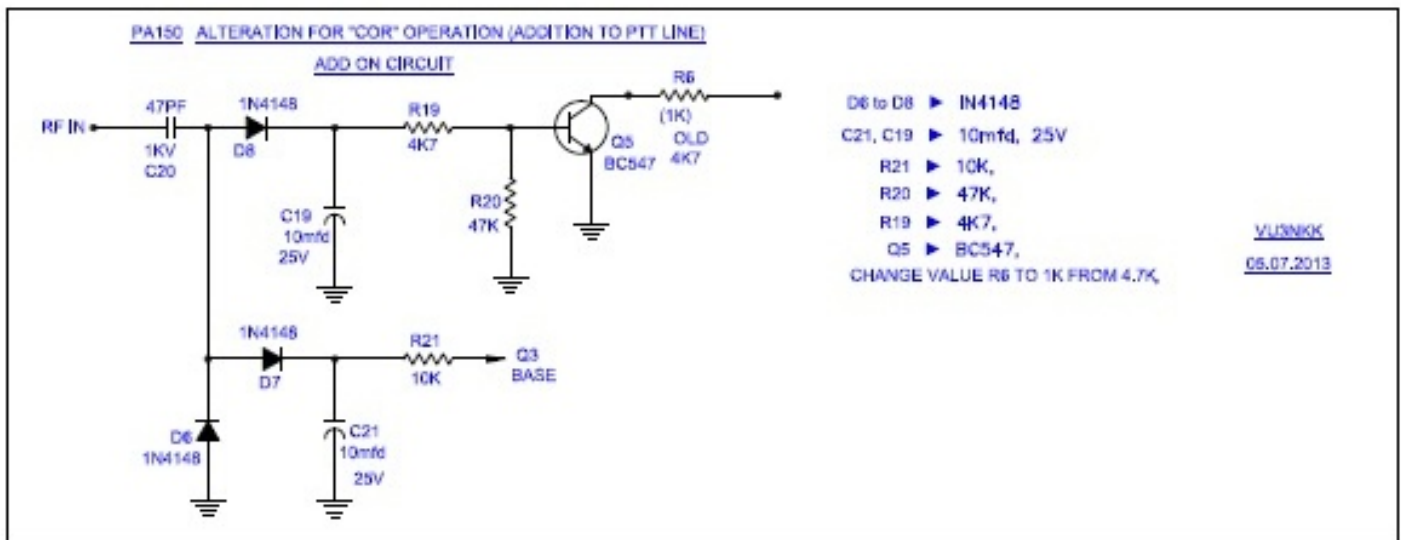 PA150 ALTERATION FOR "COR" OPERATION (ADDITION TO PTT LINE)
ADD ON CIRCUIT
RF IN
47PF
1KV
C20
1N4148
D8
R19
4K7
C19
10mfd
25V
R20
47K
Q5
BC547
R6
(1K)
OLD
4K7
1N4148
D7
R21
10K
Q3
BASE
D6
1N4148
C21
10mfd
25V
D6 to D8 ► IN4148
C21, C19 ► 10mfd, 25V
R21 ► 10K,
R20 ► 47K,
R19 ► 4K7,
Q5 ► BC547,
CHANGE VALUE R6 TO 1K FROM 4.7K,
VU3NKK
05.07.2013